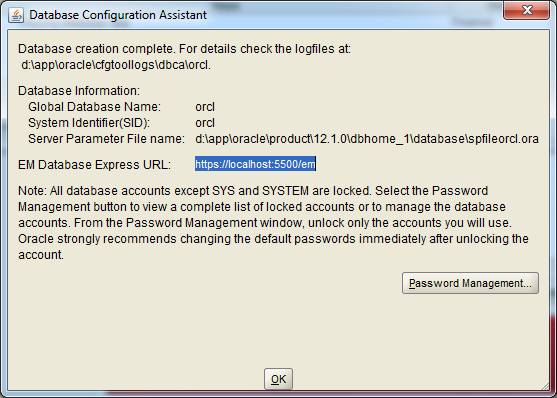 Database Configuration Assistant
Database creation complete. For details check the logfiles at:
d:\app\oracle\cfgtoollogs\dbca\orcl.
Database Information:
Global Database Name: orcl
System Identifier(SID): orcl
Server Parameter File name: d:\app\oracle\product\12.1.0\dbhome_1\database\spfileorcl.ora
EM Database Express URL: https://localhost:5500/em
Note: All database accounts except SYS and SYSTEM are locked. Select the Password
Management button to view a complete list of locked accounts or to manage the database
accounts. From the Password Management window, unlock only the accounts you will use.
Oracle strongly recommends changing the default passwords immediately after unlocking the
account.
Password Management...
OK